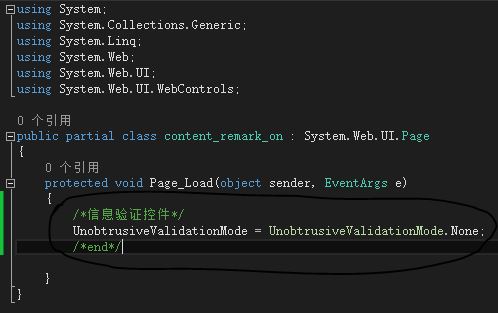 using System;
using System.Collections.Generic;
using System.Linq;
using System.Web;
using System.Web.UI;
using System.Web.UI.WebControls;
0 个引用
public partial class content_remark_on : System.Web.UI.Page
{
0 个引用
protected void Page_Load(object sender, EventArgs e)
{
/*信息验证控件*/
UnobtrusiveValidationMode = UnobtrusiveValidationMode.None;
/*end*/
}
}